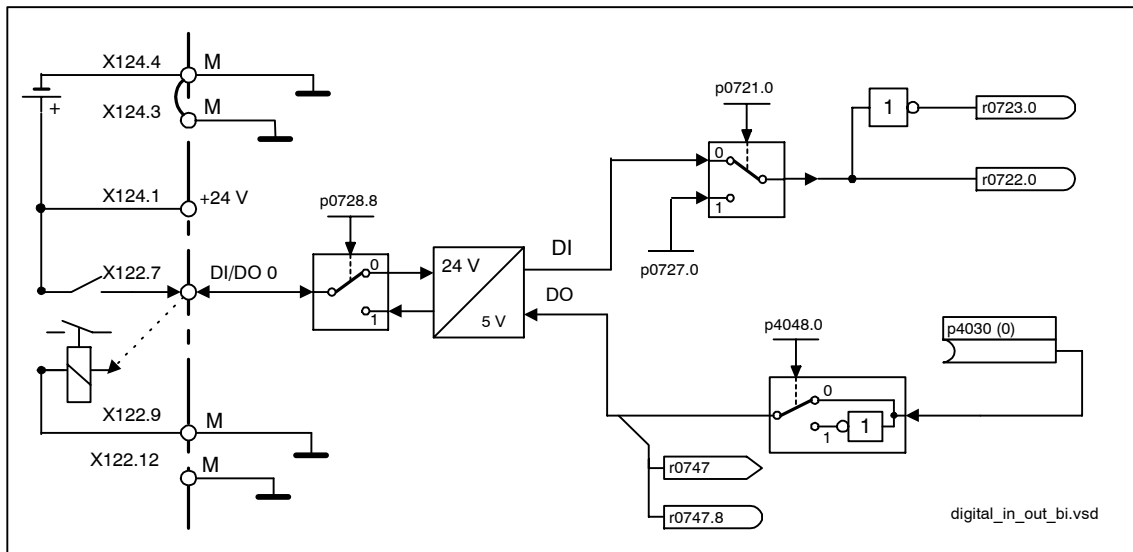 X124.4
M
+
X124.3
M
X124.1
+24 V
X122.7
DI/DO 0
p0728.8
0
1
24 V
5 V
DI
DO
X122.9
M
X122.12
M
p0721.0
0
1
p0727.0
1
r0723.0
r0722.0
p4048.0
0
1
1
p4030 (0)
r0747
r0747.8
digital_in_out_bi.vsd